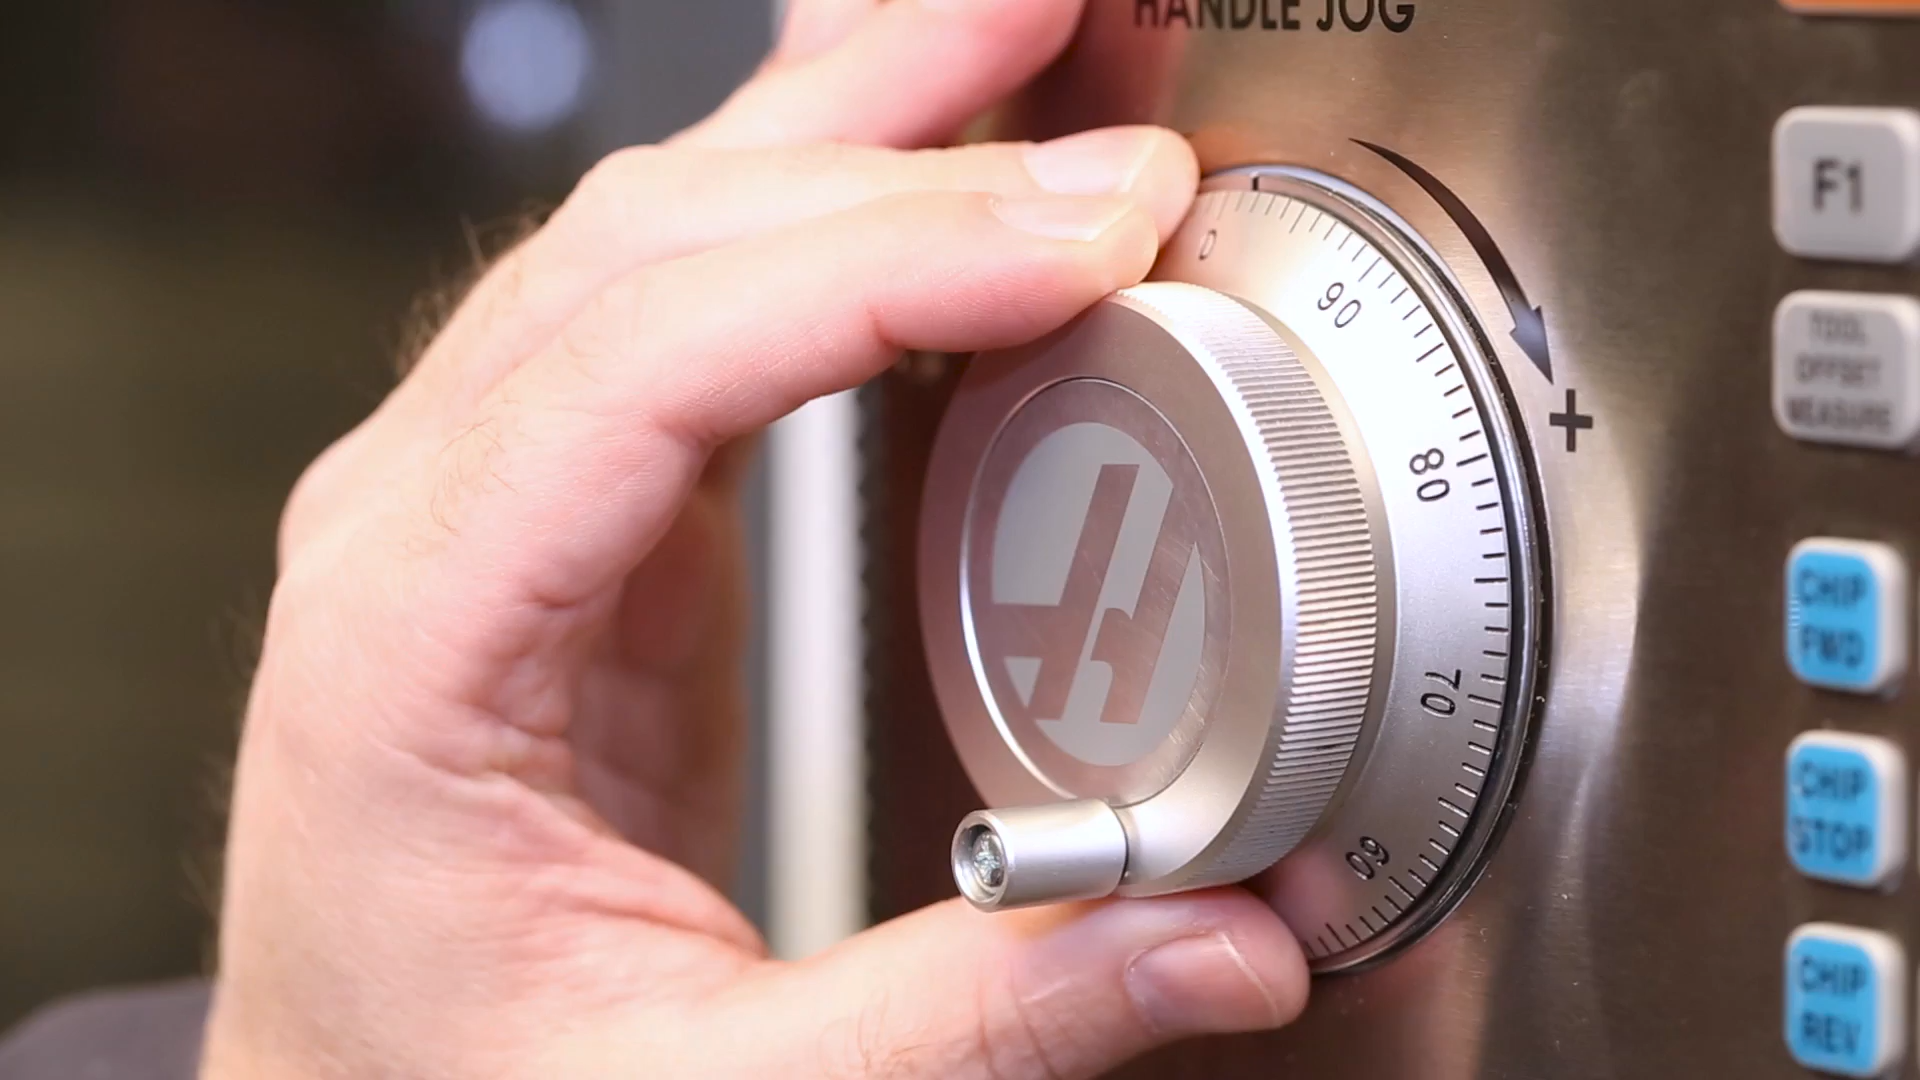 HANDLE JOG
F1
TOOL
OFFSET
MEASURE
0
90
80
+
70
60
CHIP
FWD
CHIP
STOP
CHIP
REV